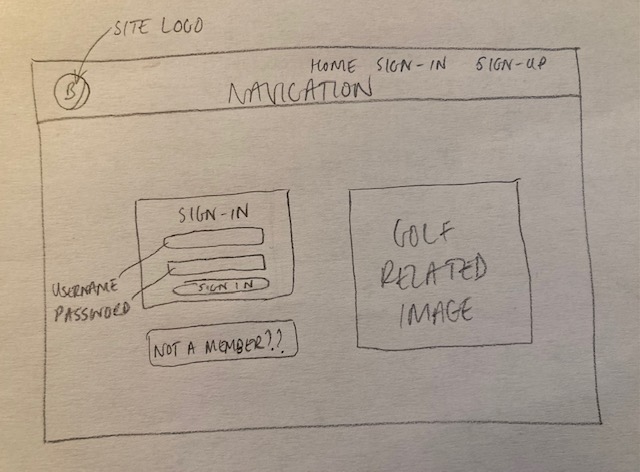 SITE LOGO
B
HOME SIGN-IN SIGN-UP
NAVIGATION
SIGN-IN
USERNAME
PASSWORD
SIGN IN
NOT A MEMBER??
GOLF
RELATED
IMAGE